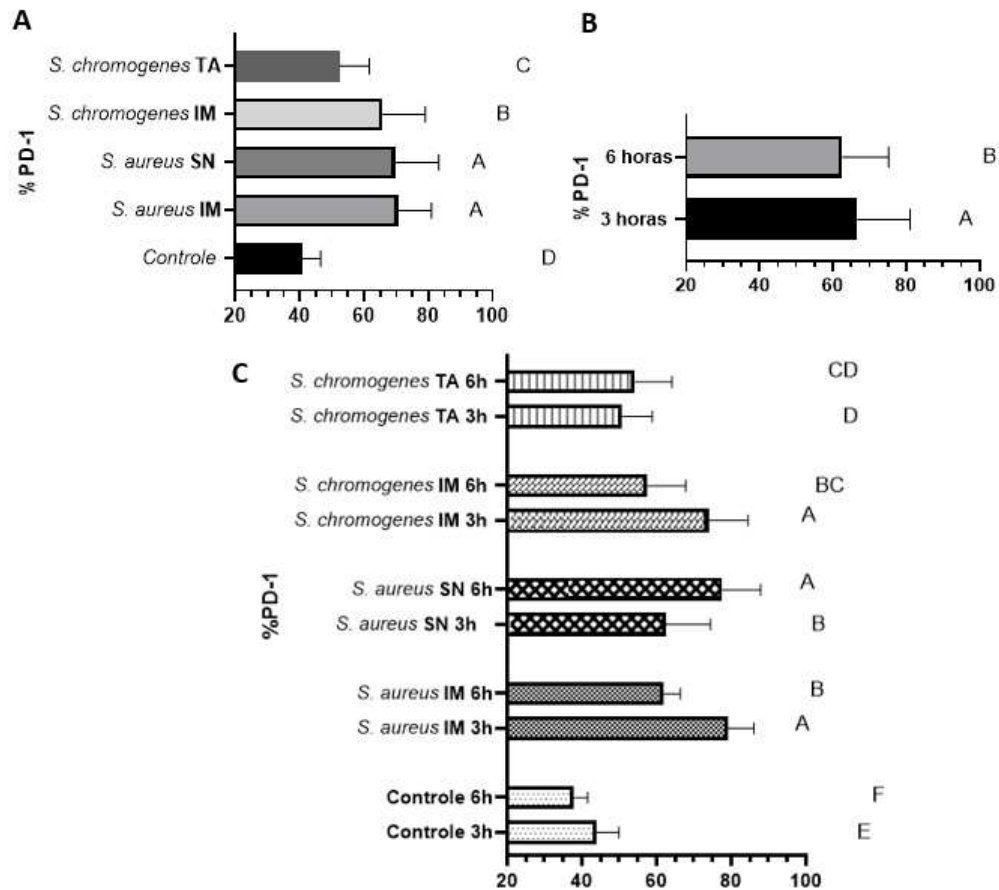 A
% PD-1
S. chromogenes TA
C
S. chromogenes IM
B
S. aureus SN
A
S. aureus IM
A
Controle
D
20 40 60 80 100
B
% PD-1
6 horas
B
3 horas
A
20 40 60 80 100
C
%PD-1
S. chromogenes TA 6h
CD
S. chromogenes TA 3h
D
S. chromogenes IM 6h
BC
S. chromogenes IM 3h
A
S. aureus SN 6h
A
S. aureus SN 3h
B
S. aureus IM 6h
B
S. aureus IM 3h
A
Controle 6h
F
Controle 3h
E
20 40 60 80 100